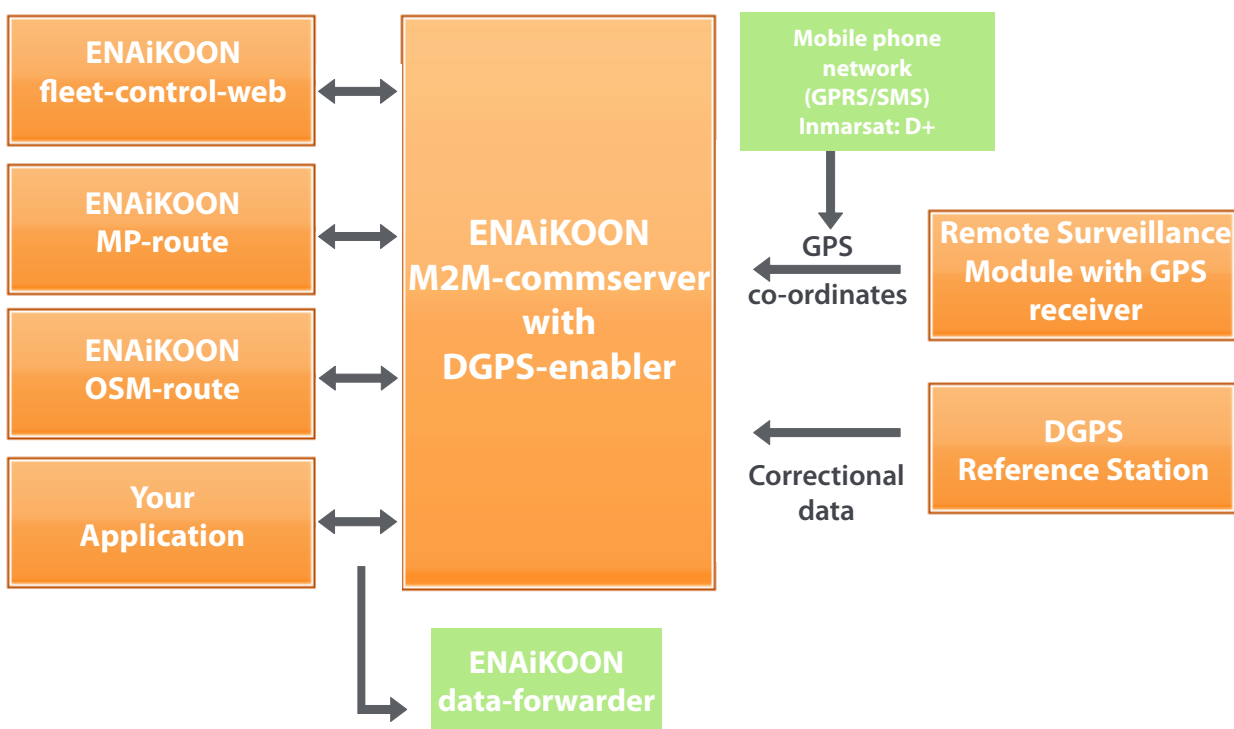 ENAiKOON
fleet-control-web
ENAiKOON
MP-route
ENAiKOON
OSM-route
Your
Application
ENAiKOON
M2M-commserver
with
DGPS-enabler
Mobile phone
network
(GPRS/SMS)
Inmarsat: D+
GPS
co-ordinates
Remote Surveillance
Module with GPS
receiver
Correctional
data
DGPS
Reference Station
ENAiKOON
data-forwarder